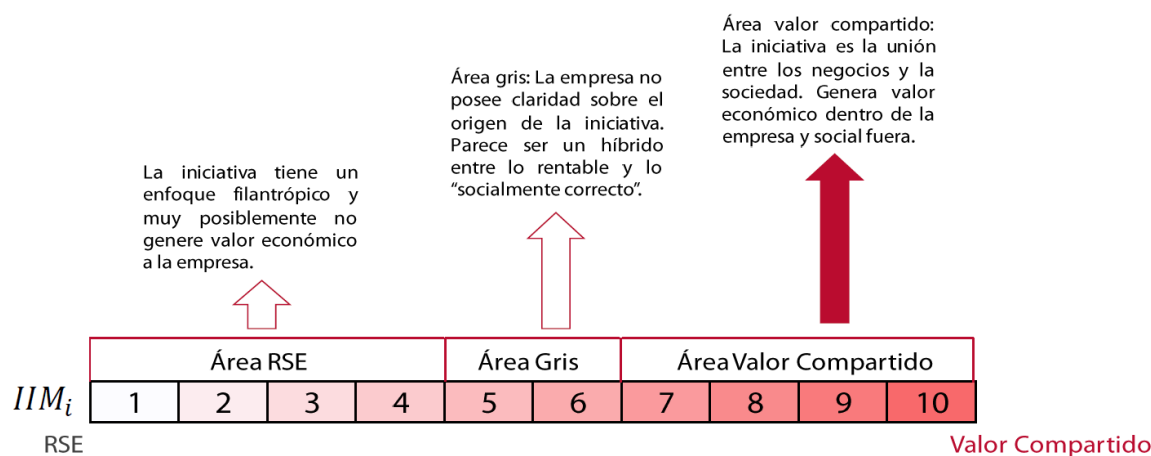 Área valor compartido:
La iniciativa es la unión
entre los negocios y la
sociedad. Genera valor
económico dentro de la
empresa y social fuera.
Área gris: La empresa no
posee claridad sobre el
origen de la iniciativa.
Parece ser un híbrido
entre lo rentable y lo
“socialmente correcto”.
La iniciativa tiene un
enfoque filantrópico y
muy posiblemente no
genere valor económico
a la empresa.
Área RSE Área Gris Área Valor Compartido
IIMi 1 2 3 4 5 6 7 8 9 10
RSE Valor Compartido